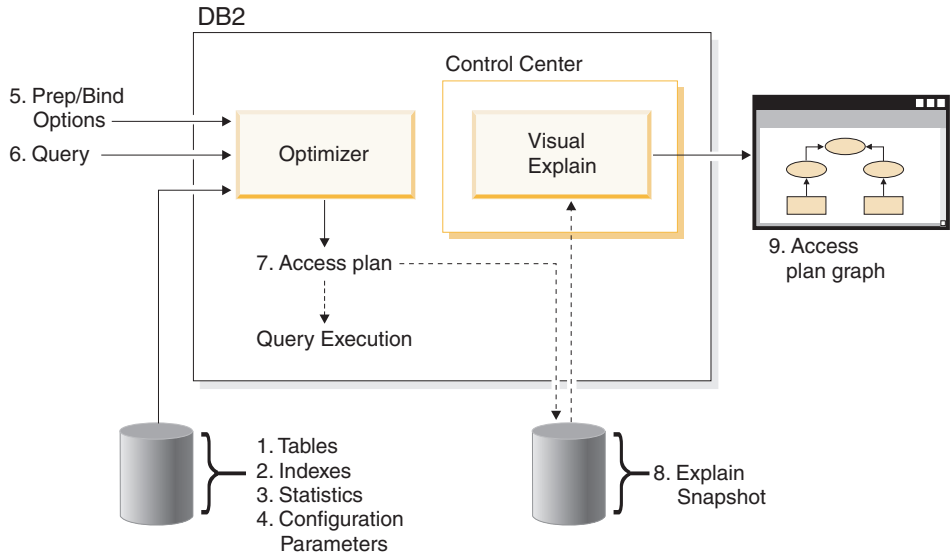 DB2
Control Center
5. Prep/Bind
Options
6. Query
Optimizer
Visual
Explain
7. Access plan
Query Execution
9. Access
plan graph
1. Tables
2. Indexes
3. Statistics
4. Configuration
Parameters
8. Explain
Snapshot